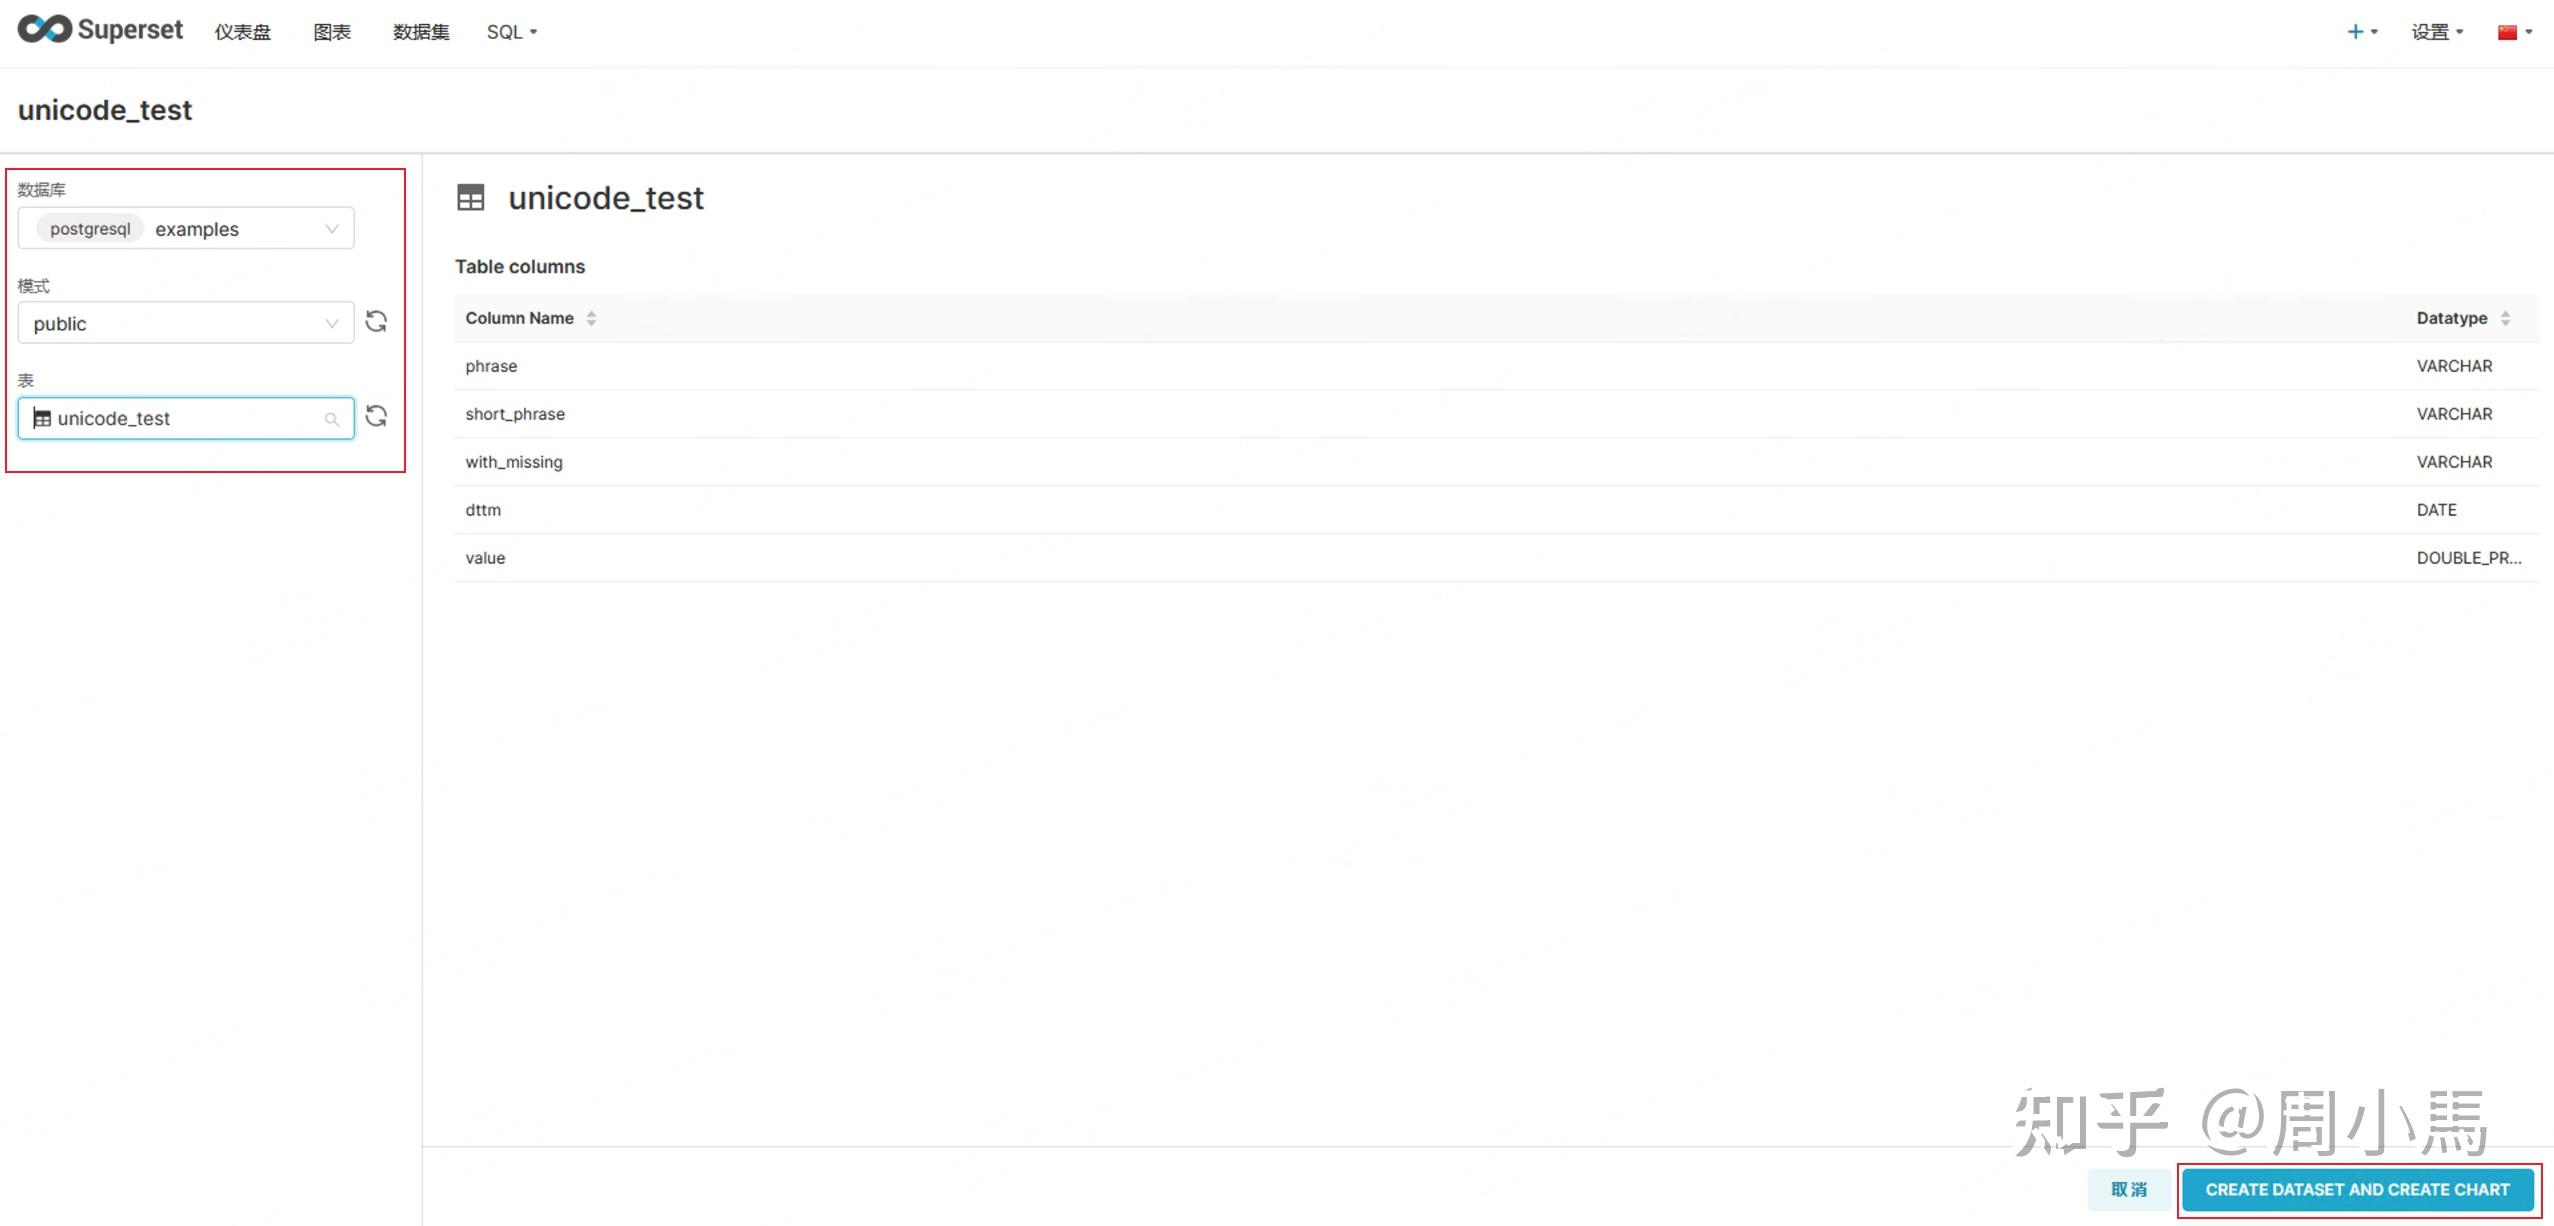 Superset 仪表盘 图表 数据集 SQL 设置
unicode_test
数据库
postgresql examples
模式
public
表
unicode_test
unicode_test
Table columns
Column Name Datatype
phrase VARCHAR
short_phrase VARCHAR
with_missing VARCHAR
dttm DATE
value DOUBLE_PR...
知乎 @周小馬
取消 CREATE DATASET AND CREATE CHART